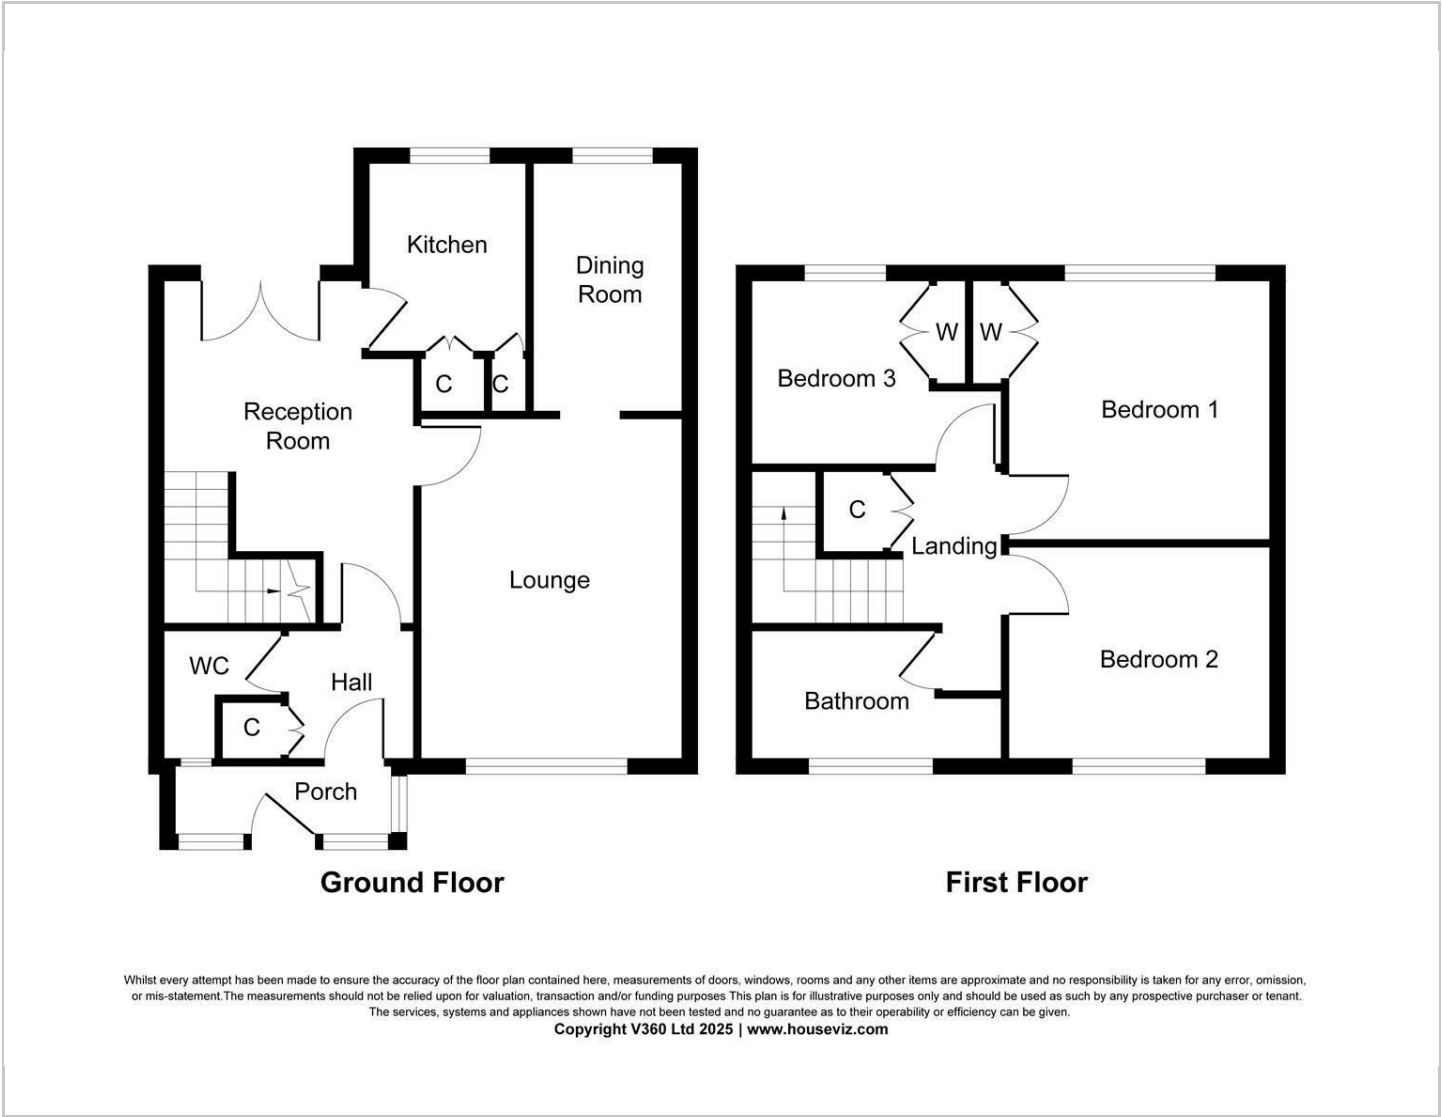 Kitchen
Dining
Room
C
C
Reception
Room
Lounge
WC
Hall
C
Porch
Ground Floor
W
W
Bedroom 3
Bedroom 1
C
Landing
Bedroom 2
Bathroom
First Floor
Whilst every attempt has been made to ensure the accuracy of the floor plan contained here, measurements of doors, windows, rooms and any other items are approximate and no responsibility is taken for any error, omission,
or mis-statement.The measurements should not be relied upon for valuation, transaction and/or funding purposes This plan is for illustrative purposes only and should be used as such by any prospective purchaser or tenant.
The services, systems and appliances shown have not been tested and no guarantee as to their operability or efficiency can be given.
Copyright V360 Ltd 2025 | www.houseviz.com